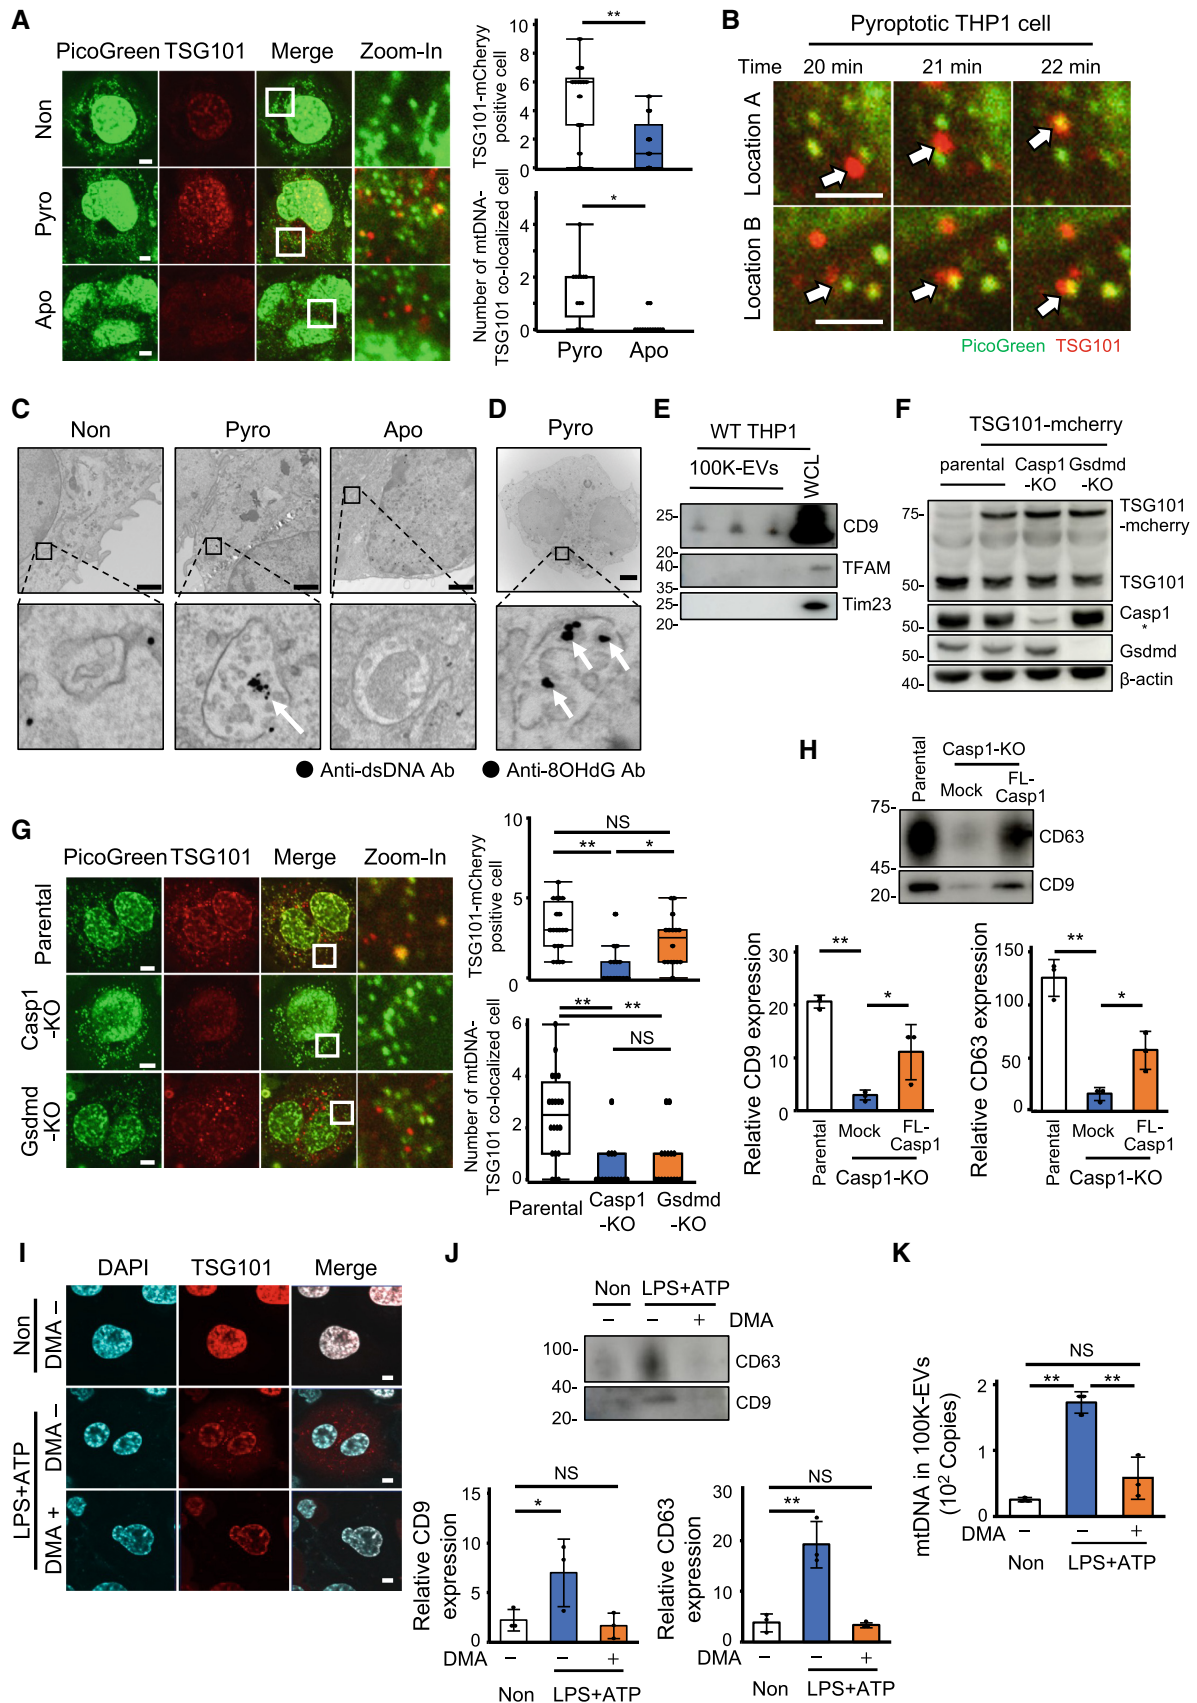 A
PicoGreen TSG101 Merge Zoom-In
Non
Pyro
Apo
TSG101-mCherryy
positive cell
10
8
6
4
2
0
**
Number of mtDNA-
TSG101 co-localized cell
4
2
0
*
Pyro Apo
B
Pyroptotic THP1 cell
Time 20 min 21 min 22 min
Location A
Location B
PicoGreen TSG101
C
Non Pyro Apo
D
Pyro
● Anti-dsDNA Ab ● Anti-8OHdG Ab
E
WT THP1
100K-EVs WCL
25-
20-
CD9
40-
35-
TFAM
25-
20-
Tim23
F
TSG101-mcherry
parental Casp1 Gsdmd
-KO -KO
75-
TSG101
-mcherry
50-
TSG101
50-
Casp1
*
50-
Gsdmd
40-
β-actin
G
PicoGreen TSG101 Merge Zoom-In
Parental
Casp1
-KO
Gsdmd
-KO
TSG101-mCherryy
positive cell
10
5
0
NS
** *
Number of mtDNA-
TSG101 co-localized cell
6
4
2
0
** **
NS
Parental Casp1 Gsdmd
-KO -KO
H
Parental
Casp1-KO
Mock FL-
Casp1
75-
CD63
45-
20-
CD9
Relative CD9 expression
30
20
10
0
**
*
Parental
Mock FL-
Casp1
Casp1-KO
Relative CD63 expression
150
100
50
0
**
*
Parental
Mock FL-
Casp1
Casp1-KO
I
DAPI TSG101 Merge
Non
DMA –
LPS+ATP
DMA –
DMA +
J
Non LPS+ATP
– – + DMA
100-
CD63
40-
20-
CD9
Relative CD9
expression
15
10
5
0
NS
*
DMA – – +
Non LPS+ATP
Relative CD63
expression
30
20
10
0
NS
**
– – +
Non LPS+ATP
K
mtDNA in 100K-EVs
(10² Copies)
2
1
0
NS
** **
DMA – – +
Non LPS+ATP